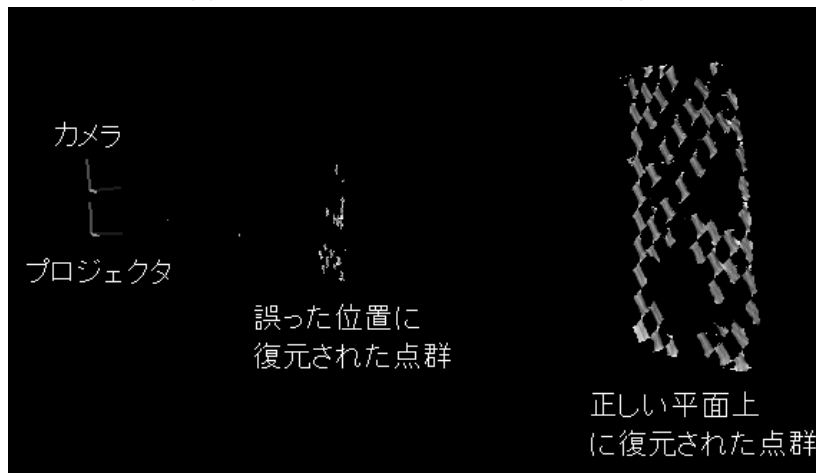 カメラ
プロジェクタ
誤った位置に
復元された点群
正しい平面上
に復元された点群